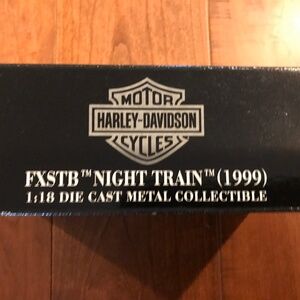 MOTOR
HARLEY-DAVIDSON
CYCLES
FXSTB™ NIGHT TRAIN™ (1999)
1:18 DIE CAST METAL COLLECTIBLE